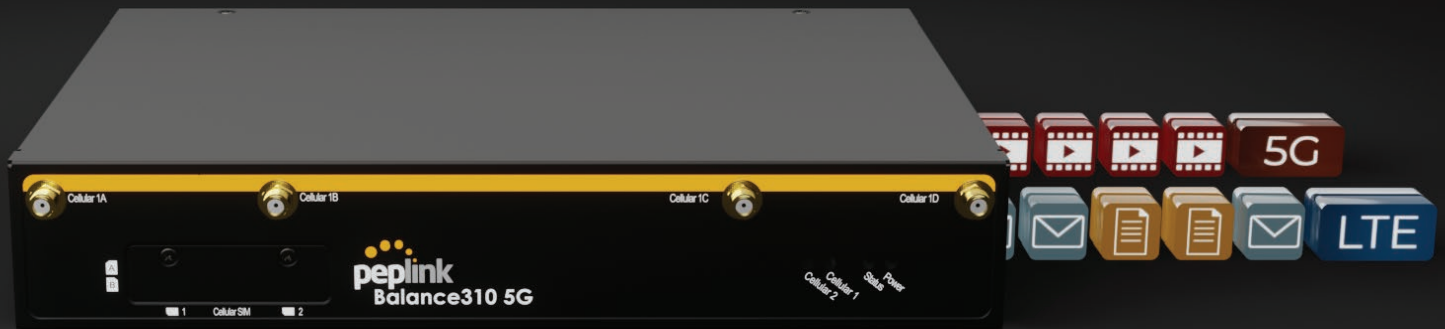 5G
Cellular 1A
Cellular 1B
Cellular 1C
Cellular 1D
LTE
A
B
peplink
Balance310 5G
Cellular 2
Cellular 1
Status
Power
1 Cellular SIM 2